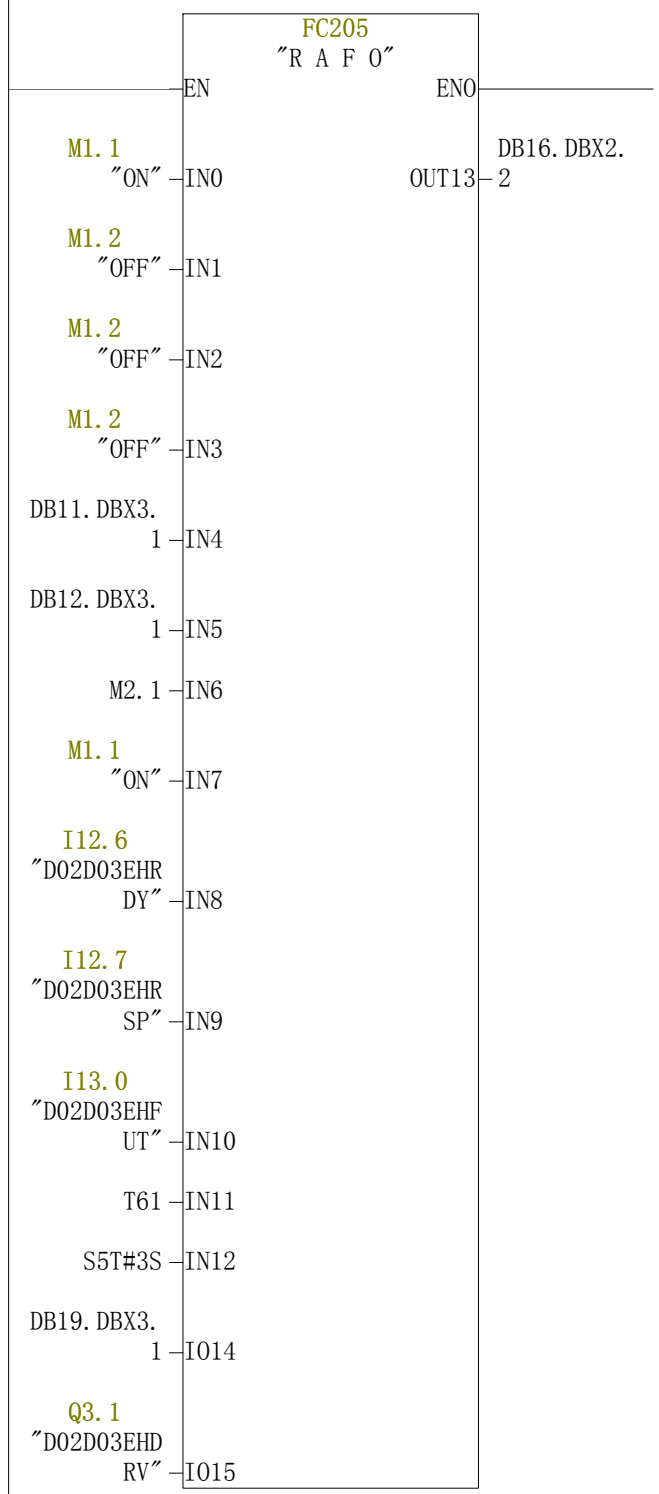 FC205
"R A F O"
EN ENO
M1.1
"ON" IN0
DB16.DBX2.
OUT13 2
M1.2
"OFF" IN1
M1.2
"OFF" IN2
M1.2
"OFF" IN3
DB11.DBX3.
1 IN4
DB12.DBX3.
1 IN5
M2.1 IN6
M1.1
"ON" IN7
I12.6
"D02D03EHR
DY" IN8
I12.7
"D02D03EHR
SP" IN9
I13.0
"D02D03EHF
UT" IN10
T61 IN11
S5T#3S IN12
DB19.DBX3.
1 IO14
Q3.1
"D02D03EHD
RV" IO15